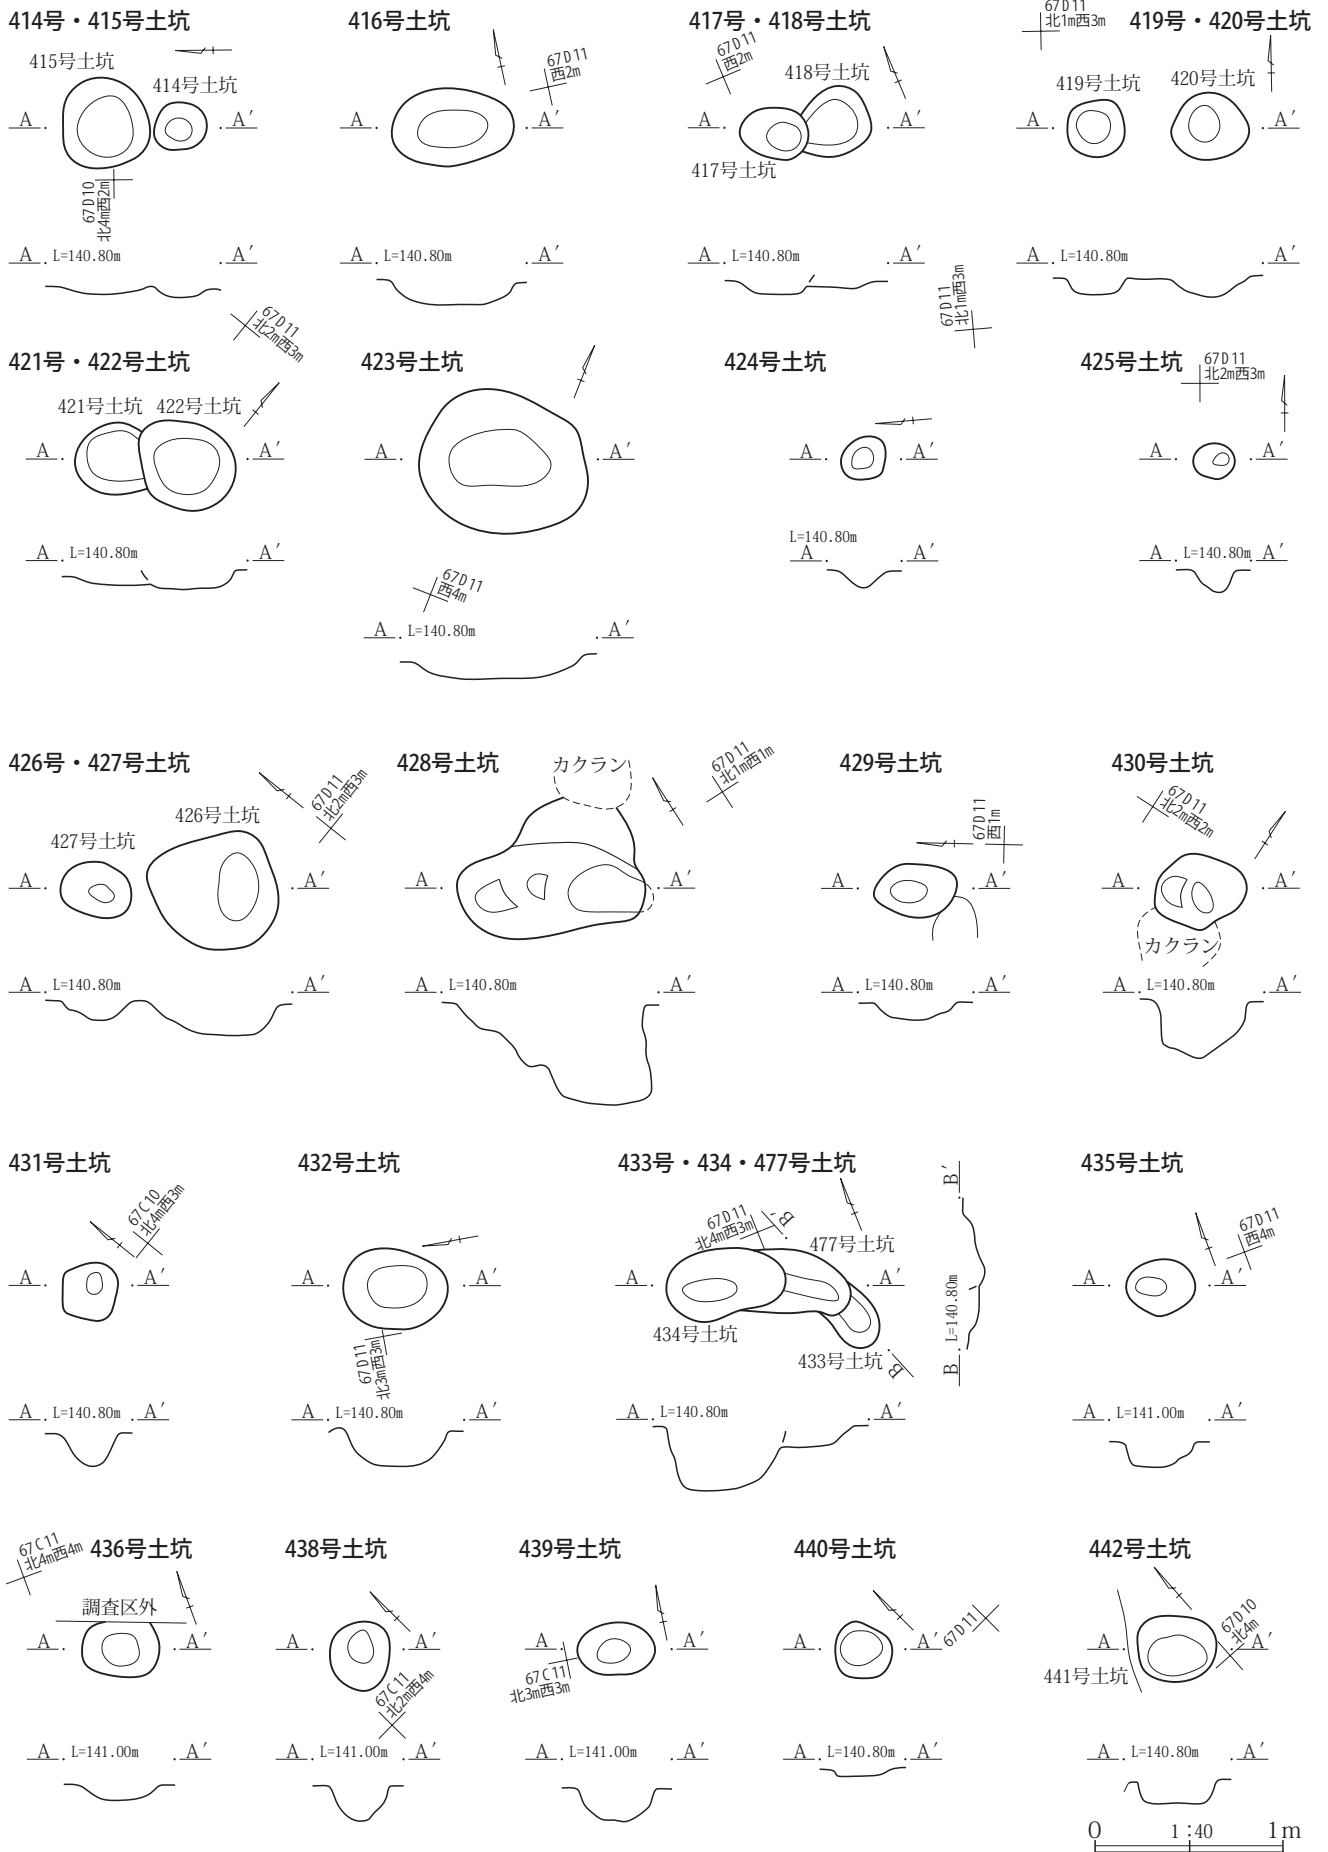 414号・415号土坑
415号土坑
414号土坑
A
A′
67D10
北4m西2m
A
L=140.80m
A′
416号土坑
67D11
西2m
A
A′
A
L=140.80m
A′
417号・418号土坑
67D11
西2m
418号土坑
A
A′
417号土坑
A
L=140.80m
A′
67D11
北1m西3m
419号・420号土坑
419号土坑
420号土坑
A
A′
A
L=140.80m
A′
421号・422号土坑
67D11
北2m西3m
421号土坑
422号土坑
A
A′
A
L=140.80m
A′
423号土坑
A
A′
67D11
西4m
A
L=140.80m
A′
424号土坑
67D11
北1m西3m
A
A′
L=140.80m
A
A′
425号土坑
67D11
北2m西3m
A
A′
A
L=140.80m
A′
426号・427号土坑
67D11
北2m西3m
426号土坑
427号土坑
A
A′
A
L=140.80m
A′
428号土坑
カクラン
67D11
北1m西1m
A
A′
A
L=140.80m
A′
429号土坑
67D11
西1m
A
A′
A
L=140.80m
A′
430号土坑
67D11
北2m西2m
A
A′
カクラン
A
L=140.80m
A′
431号土坑
67C10
北4m西3m
A
A′
A
L=140.80m
A′
432号土坑
A
A′
67D11
北3m西3m
A
L=140.80m
A′
433号・434・477号土坑
67D11
北4m西3m
B′
477号土坑
A
A′
434号土坑
433号土坑
B
B′
L=140.80m
B
A
L=140.80m
A′
435号土坑
67D11
西4m
A
A′
A
L=141.00m
A′
67C11
北4m西4m
436号土坑
調査区外
A
A′
A
L=141.00m
A′
438号土坑
A
A′
67C11
北2m西4m
A
L=141.00m
A′
439号土坑
A
A′
67C11
北3m西3m
A
L=141.00m
A′
440号土坑
67D11
A
A′
A
L=140.80m
A′
442号土坑
67D10
北4m
A
A′
441号土坑
A
L=140.80m
A′
0 1:40 1m